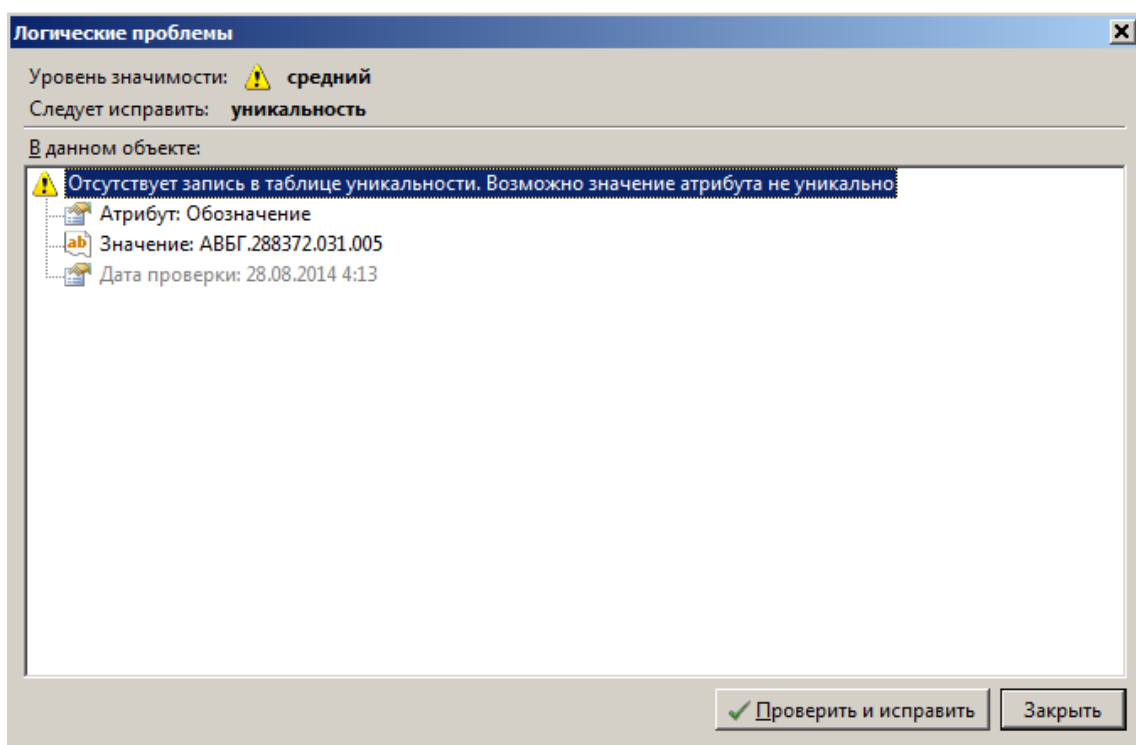 Логические проблемы
Уровень значимости: средний
Следует исправить: уникальность
В данном объекте:
Отсутствует запись в таблице уникальности. Возможно значение атрибута не уникально
Атрибут: Обозначение
ab Значение: АВБГ.288372.031.005
Дата проверки: 28.08.2014 4:13
Проверить и исправить Закрыть